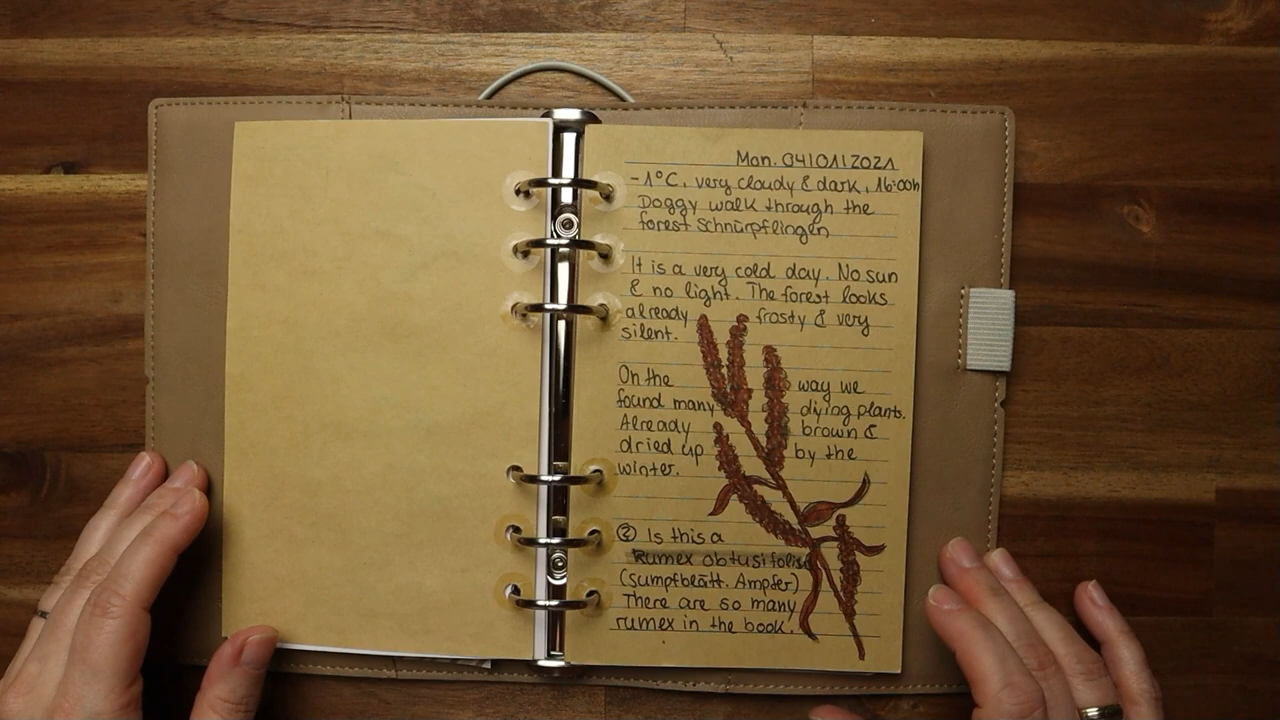 Mon. 04/01/2021
-1°C, very cloudy & dark, 16:00h
Doggy walk through the
forest Schnürpflingen
It is a very cold day. No sun
& no light. The forest looks
already frosty & very
silent.
On the way we
found many diying plants.
Already brown &
dried up by the
winter.
② Is this a
Rumex obtusifolius
(sumpfblätt. Ampfer)
There are so many
rumex in the book.